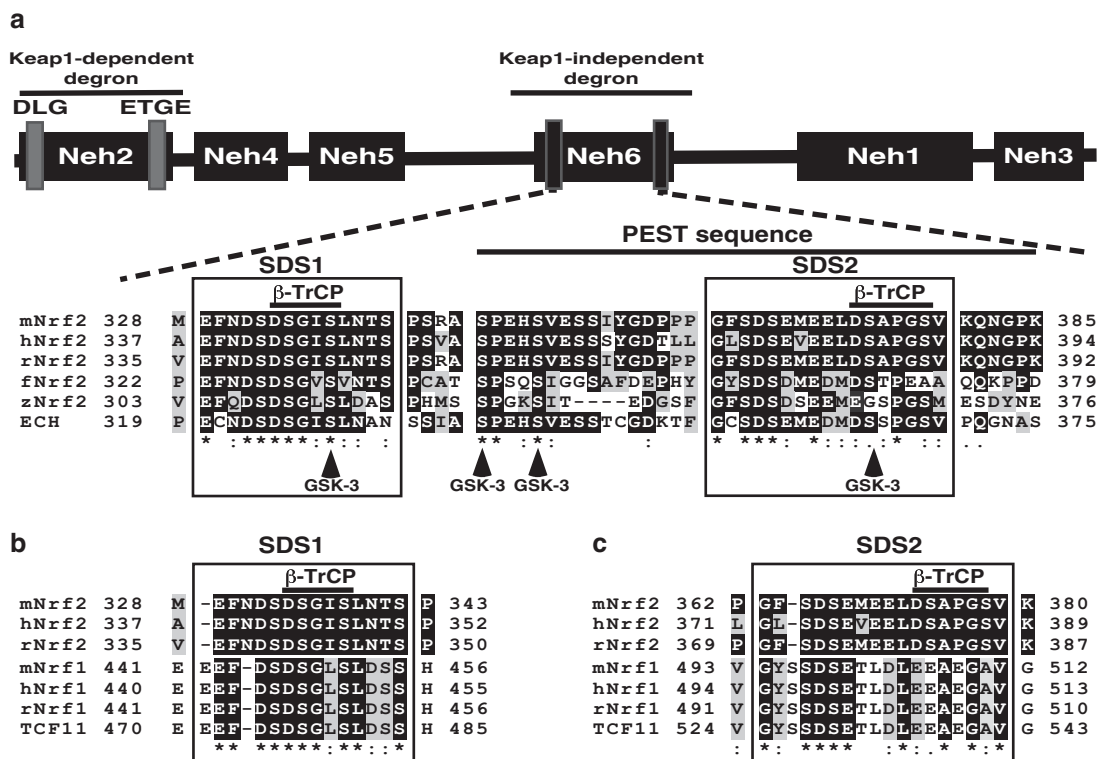 a
Keap1-dependent
degron
Keap1-independent
degron
DLG ETGE
Neh2 Neh4 Neh5 Neh6 Neh1 Neh3
PEST sequence
SDS1 SDS2
β-TrCP β-TrCP
mNrf2 328 M EFNDSDSGISLNTS PSRA SPEHSVESSIYGDPPP GFSDSEMEELDSAPGSV KQNGPK 385
hNrf2 337 A EFNDSDSGISLNTS PSVA SPEHSVESSSYGDTLL GLSDSEVEELDSAPGSV KQNGPK 394
rNrf2 335 V EFNDSDSGISLNTS PSRA SPEHSVESSIYGDPPP GFSDSEMEELDSAPGSV KQNGPK 392
fNrf2 322 P EFNDSDSGVSVNTS PCAT SPSQSIGGSAFDEPHY GYSDSDMEDMDSTPEAA QQKPPD 379
zNrf2 303 V EFQDSDSGLSLDAS PHMS SPGKSIT----EDGSF GFSDSDSEEMEGSPGSM ESDYNE 376
ECH 319 P ECNDSDSGISLNAN SSIA SPEHSVESSTCGDKTF GCSDSEMEDMDSSPGSV PQGNAS 375
* :*****:*:: : ** *: : * ***: *:::.:* :: ..
GSK-3 GSK-3 GSK-3 GSK-3
b
SDS1
β-TrCP
mNrf2 328 M -EFNDSDSGISLNTS P 343
hNrf2 337 A -EFNDSDSGISLNTS P 352
rNrf2 335 V -EFNDSDSGISLNTS P 350
mNrf1 441 E EEF-DSDSGLSLDSS H 456
hNrf1 440 E EEF-DSDSGLSLDSS H 455
rNrf1 441 E EEF-DSDSGLSLDSS H 456
TCF11 470 E EEF-DSDSGLSLDSS H 485
** *****:**::*
c
SDS2
β-TrCP
mNrf2 362 P GF-SDSEMEELDSAPGSV K 380
hNrf2 371 L GL-SDSEVEELDSAPGSV K 389
rNrf2 369 P GF-SDSEMEELDSAPGSV K 387
mNrf1 493 V GYSSDSETLDLEEAEGAV G 512
hNrf1 494 V GYSSDSETLDLEEAEGAV G 513
rNrf1 491 V GYSSDSETLDLEEAEGAV G 510
TCF11 524 V GYSSDSETLDLEEAEGAV G 543
: *: **** :*:.* *:*